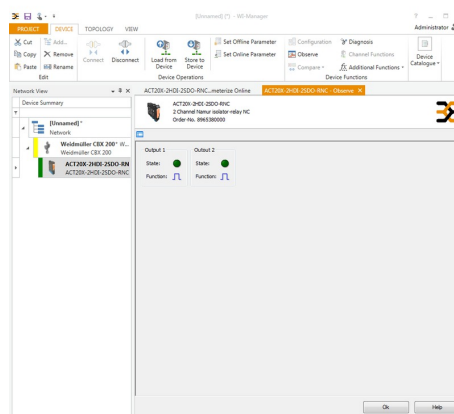 [Unnamed] (*) - WI-Manager
PROJECT DEVICE TOPOLOGY VIEW
Administrator
Cut Add...
Copy Remove
Paste Rename
Edit
Connect Disconnect
Load from Device
Store to Device
Set Offline Parameter
Set Online Parameter
Device Operations
Configuration Diagnosis
Observe Channel Functions
Compare Additional Functions
Device Functions
Device Catalogue
Network View
Device Summary
[Unnamed] *
Network
Weidmüller CBX 200* W...
Weidmüller CBX 200
ACT20X-2HDI-2SDO-RN
ACT20X-2HDI-2SDO-RNC
ACT20X-2HDI-2SDO-RNC...meterize Online ACT20X-2HDI-2SDO-RNC - Observe
ACT20X-2HDI-2SDO RNC
2 Channel Namur isolator-relay NC
Order-No. 8965380000
Output 1 Output 2
State: State:
Function: Function:
Ok Help